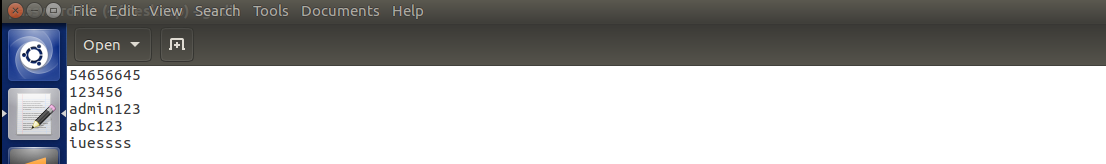 File Edit View Search Tools Documents Help
Open
54656645
123456
admin123
abc123
iuessss